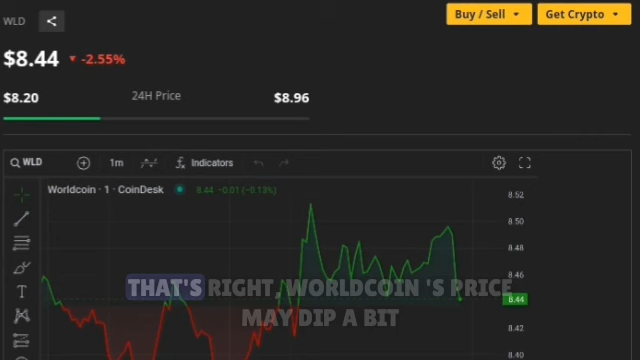 WLD
Buy / Sell
Get Crypto
$8.44 ▼ -2.55%
$8.20 24H Price $8.96
WLD 1m Indicators
Worldcoin · 1 · CoinDesk 8.44 −0.01 (−0.13%)
8.52
8.50
8.48
8.46
8.44
8.42
8.40
T
THAT'S RIGHT, WORLDCOIN 'S PRICE
MAY DIP A BIT